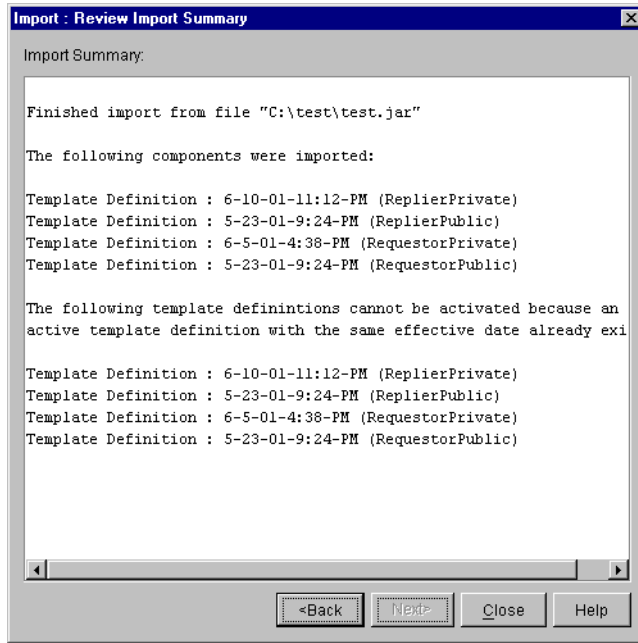 Import : Review Import Summary
Import Summary:
Finished import from file "C:\test\test.jar"
The following components were imported:
Template Definition : 6-10-01-11:12-PM (ReplierPrivate)
Template Definition : 5-23-01-9:24-PM (ReplierPublic)
Template Definition : 6-5-01-4:38-PM (RequestorPrivate)
Template Definition : 5-23-01-9:24-PM (RequestorPublic)
The following template definintions cannot be activated because an
active template definition with the same effective date already exi
Template Definition : 6-10-01-11:12-PM (ReplierPrivate)
Template Definition : 5-23-01-9:24-PM (ReplierPublic)
Template Definition : 6-5-01-4:38-PM (RequestorPrivate)
Template Definition : 5-23-01-9:24-PM (RequestorPublic)
<Back Next> Close Help